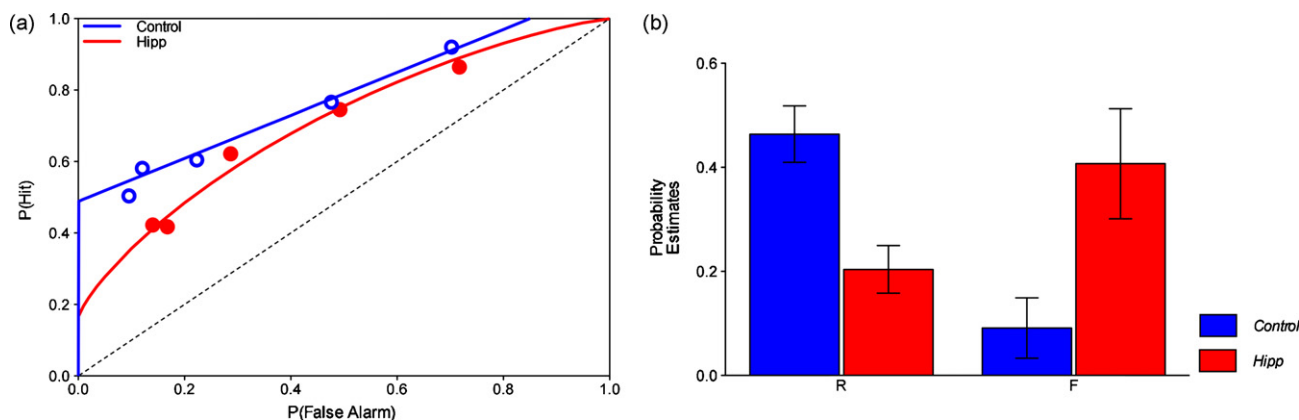 (a)
Control
Hipp
1.0
0.8
0.6
0.4
0.2
0.0
P(Hit)
0.0
0.2
0.4
0.6
0.8
1.0
P(False Alarm)
(b)
0.6
0.4
0.2
0.0
Probability
Estimates
R
F
Control
Hipp